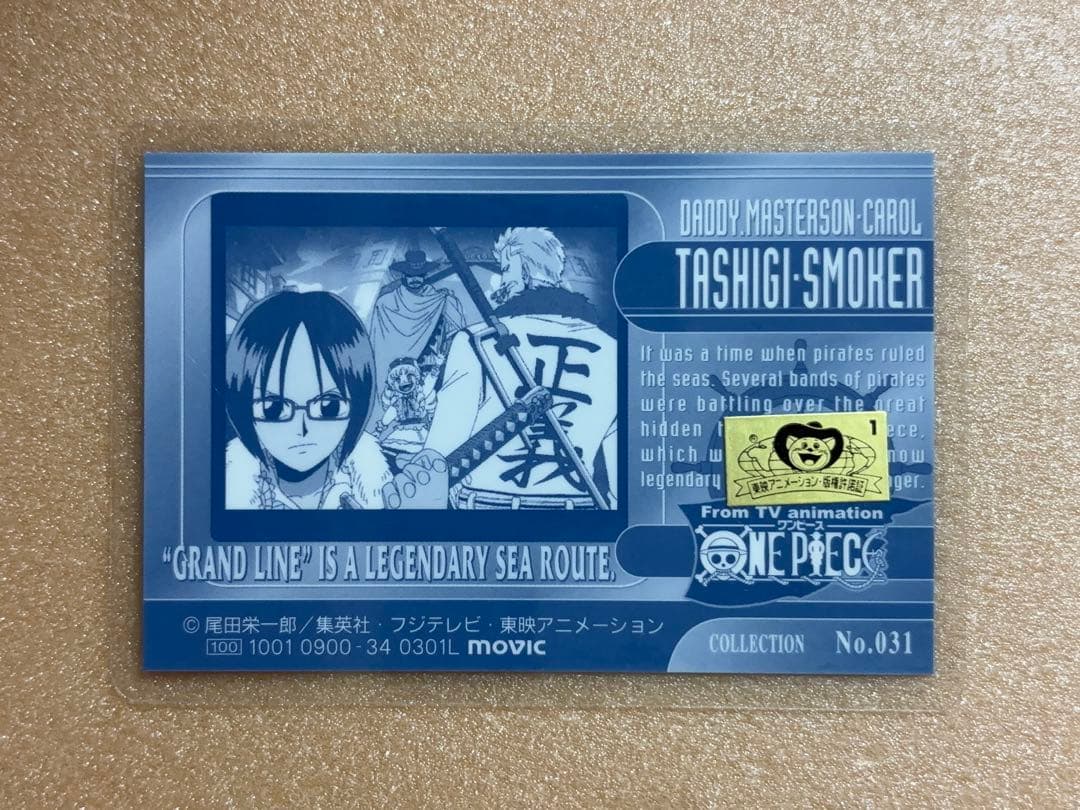 DADDY.MASTERSON·CAROL
TASHIGI·SMOKER
正義
It was a time when pirates ruled
the seas. Several bands of pirates
were battling over the great
hidden
which
legendary
1
東映アニメーション・版権許諾証
From TV animation
ワンピース
ONE PIECE
"GRAND LINE" IS A LEGENDARY SEA ROUTE.
© 尾田栄一郎／集英社・フジテレビ・東映アニメーション
100 1001 0900-34 0301L movic
COLLECTION No.031